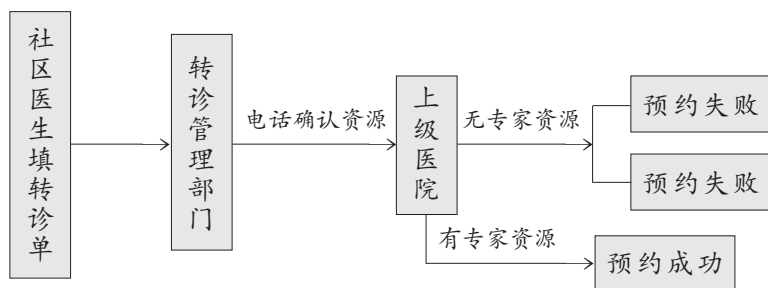 社区医生填转诊单
转诊管理部门
电话确认资源
上级医院
无专家资源
预约失败
预约失败
有专家资源
预约成功